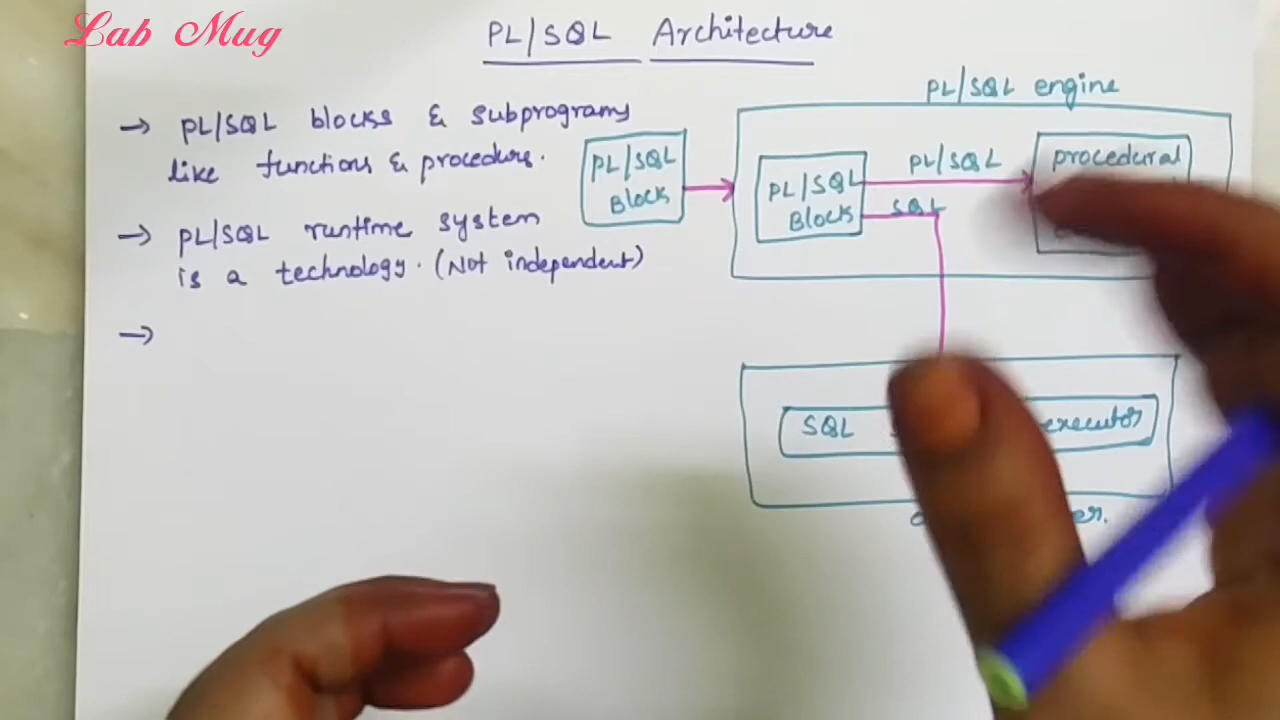 Lab Mug
PL/SQL Architecture
→ PL/SQL blocks & subprograms
like functions & procedure.
→ PL/SQL runtime system
is a technology. (Not independent)
→
PL/SQL engine
PL/SQL
Block
PL/SQL
Block
PL/SQL
SQL
procedural
SQL
executor